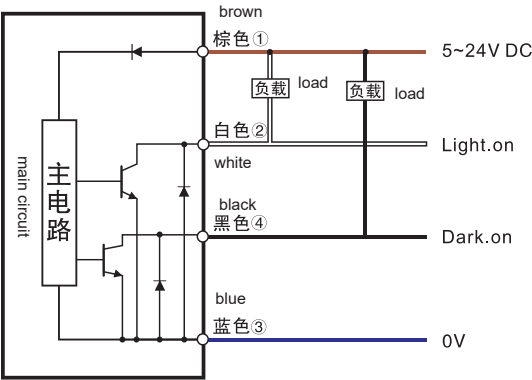 brown
棕色①
5~24V DC
负载
load
负载
load
白色②
Light.on
white
主电路
main circuit
black
黑色④
Dark.on
blue
蓝色③
0V